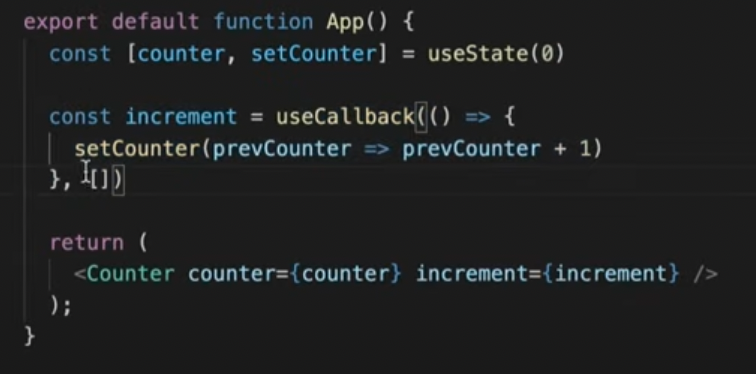 export default function App() {
const [counter, setCounter] = useState(0)
const increment = useCallback(() => {
setCounter(prevCounter => prevCounter + 1)
}, [])
return (
<Counter counter={counter} increment={increment} />
);
}